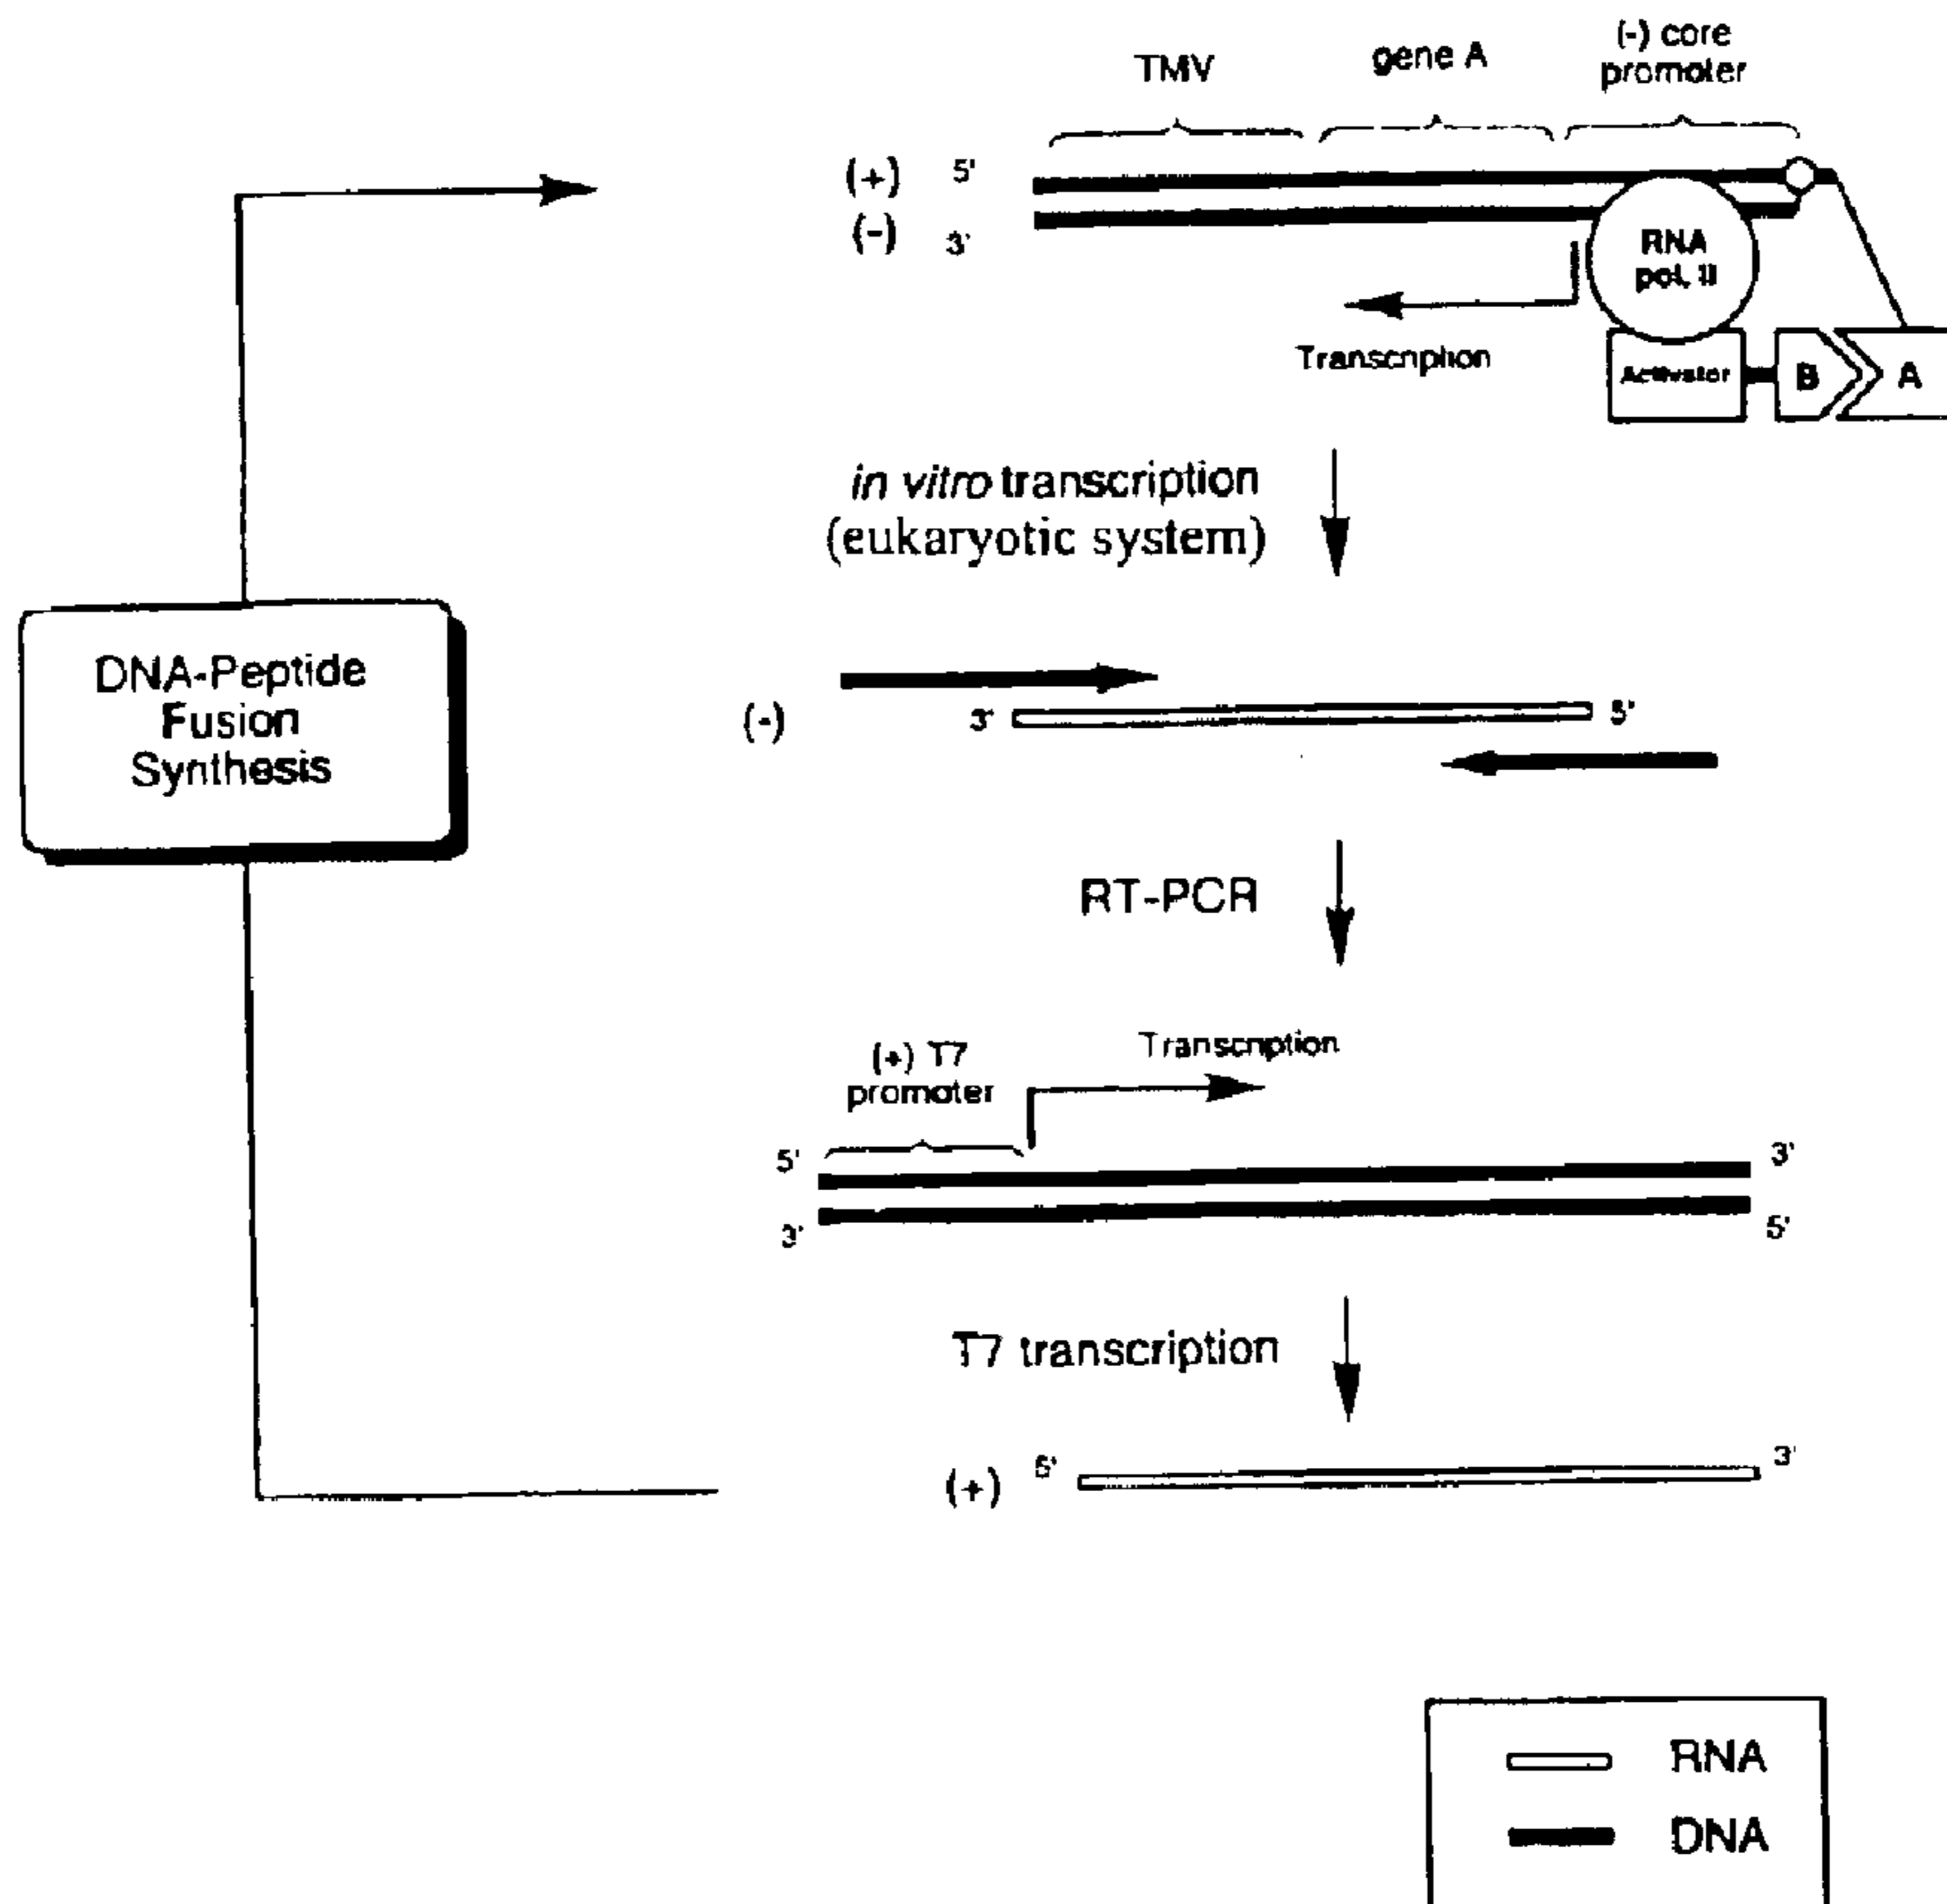 TMV
gene A
(-) core
promoter
(+)
5'
(-)
3'
RNA
pol. II
Transcription
Activator
B
A
in vitro transcription
(eukaryotic system)
DNA-Peptide
Fusion
Synthesis
(-)
3'
5'
RT-PCR
(+) T7
promoter
Transcription
5'
3'
3'
5'
T7 transcription
(+)
5'
3'
RNA
DNA